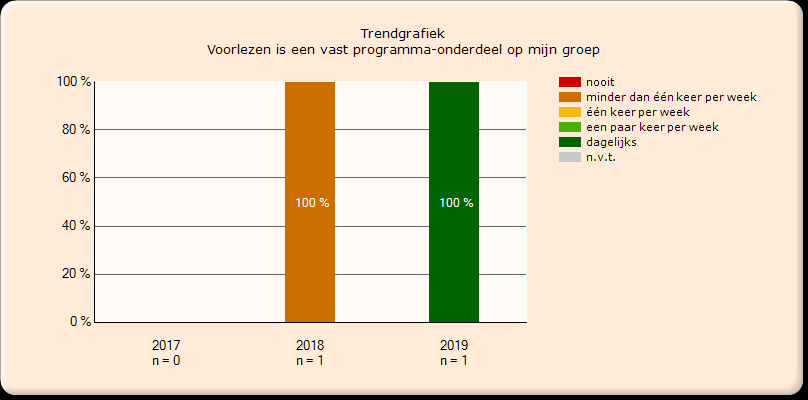 Trendgrafiek
Voorlezen is een vast programma-onderdeel op mijn groep
100 %
80 %
60 %
40 %
20 %
0 %
100 %
100 %
2017
n = 0
2018
n = 1
2019
n = 1
nooit
minder dan één keer per week
één keer per week
een paar keer per week
dagelijks
n.v.t.